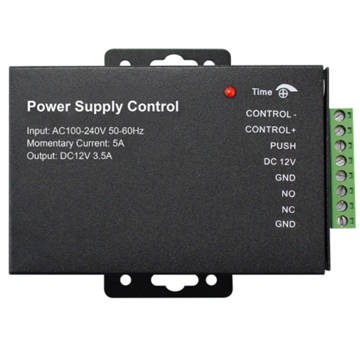 Power Supply Control
Input: AC100-240V 50-60Hz
Momentary Current: 5A
Output: DC12V 3.5A
Time
CONTROL -
CONTROL+
PUSH
DC 12V
GND
NO
NC
GND